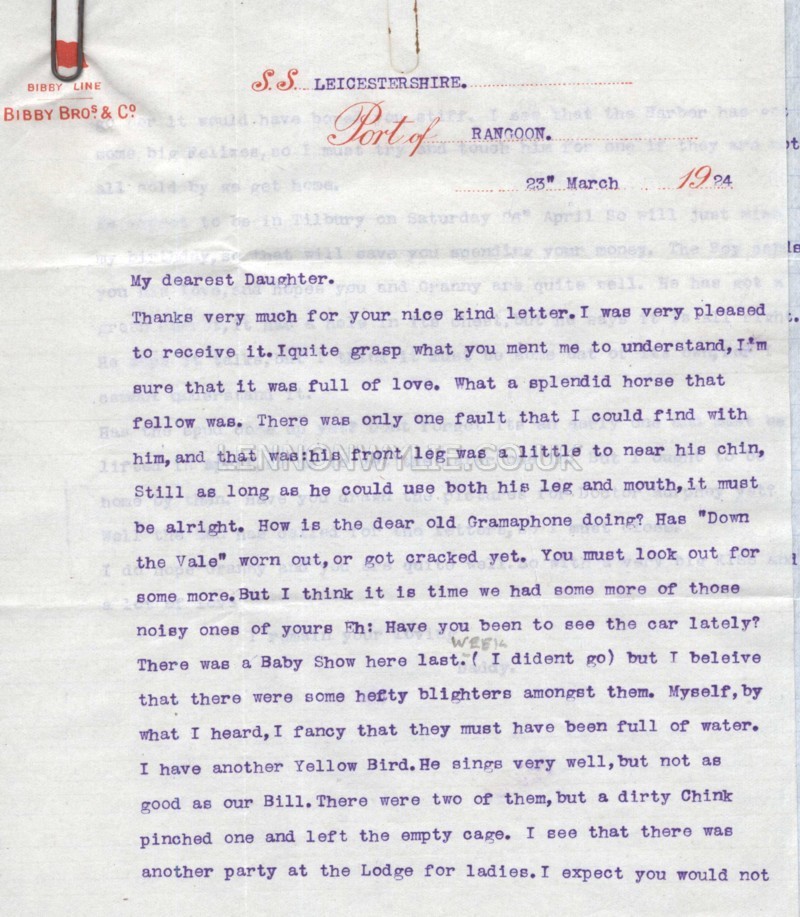 BIBBY LINE
BIBBY BROS. & CO.
S.S. LEICESTERSHIRE.
Port of RANGOON.
23" March 1924
My dearest Daughter.
Thanks very much for your nice kind letter. I was very pleased
to receive it. Iquite grasp what you ment me to understand, I'm
sure that it was full of love. What a splendid horse that
fellow was. There was only one fault that I could find with
him, and that was: his front leg was a little to near his chin,
LENNONWYLIE.CO.UK
Still as long as he could use both his leg and mouth, it must
be alright. How is the dear old Gramaphone doing? Has "Down
the Vale" worn out, or got cracked yet. You must look out for
some more. But I think it is time we had some more of those
noisy ones of yours Eh: Have you been to see the car lately?
WEEK
There was a Baby Show here last. ( I dident go) but I beleive
that there were some hefty blighters amongst them. Myself, by
what I heard, I fancy that they must have been full of water.
I have another Yellow Bird. He sings very well, but not as
good as our Bill. There were two of them, but a dirty Chink
pinched one and left the empty cage. I see that there was
another party at the Lodge for ladies. I expect you would not